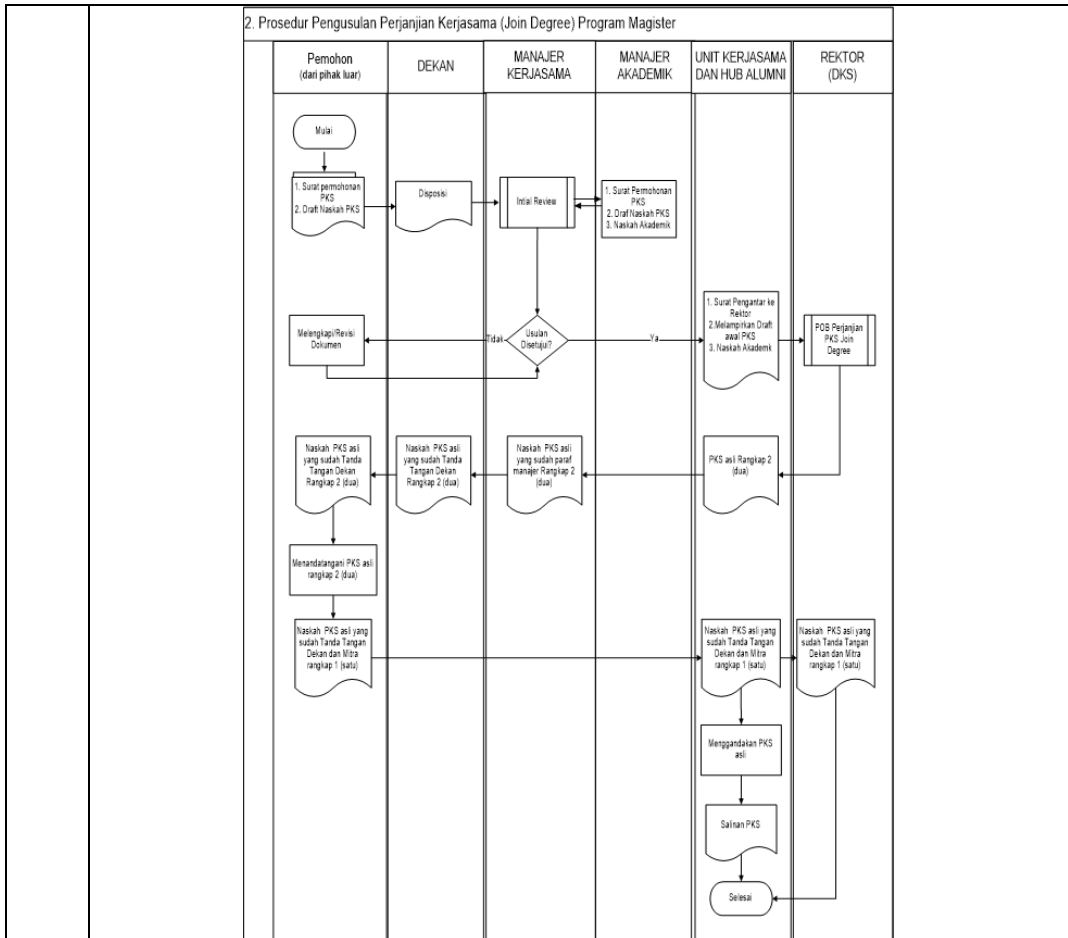 2. Prosedur Pengusulan Perjanjian Kerjasama (Join Degree) Program Magister
Pemohon
(dari pihak luar)
DEKAN
MANAJER
KERJASAMA
MANAJER
AKADEMIK
UNIT KERJASAMA
DAN HUB ALUMNI
REKTOR
(DKS)
Mulai
1. Surat permohonan
PKS
2. Draft Naskah PKS
Disposisi
Intial Review
1. Surat Permohonan
PKS
2. Draf Naskah PKS
3. Naskah Akademik
Melengkapi/Revisi
Dokumen
Tidak
Usulan
Disetujui?
Ya
1. Surat Pengantar ke
Rektor
2.Melampirkan Draft
awal PKS
3. Naskah Akademk
POB Perjanjian
PKS Join
Degree
Naskah PKS asli
yang sudah Tanda
Tangan Dekan
Rangkap 2 (dua)
Naskah PKS asli
yang sudah Tanda
Tangan Dekan
Rangkap 2 (dua)
Naskah PKS asli
yang sudah paraf
manajer Rangkap 2
(dua)
PKS asli Rangkap 2
(dua)
Menandatangani PKS asli
rangkap 2 (dua)
Naskah PKS asli yang
sudah Tanda Tangan
Dekan dan Mitra
rangkap 1 (satu)
Naskah PKS asli yang
sudah Tanda Tangan
Dekan dan Mitra
rangkap 1 (satu)
Naskah PKS asli yang
sudah Tanda Tangan
Dekan dan Mitra
rangkap 1 (satu)
Menggandakan PKS
asli
Salinan PKS
Selesai